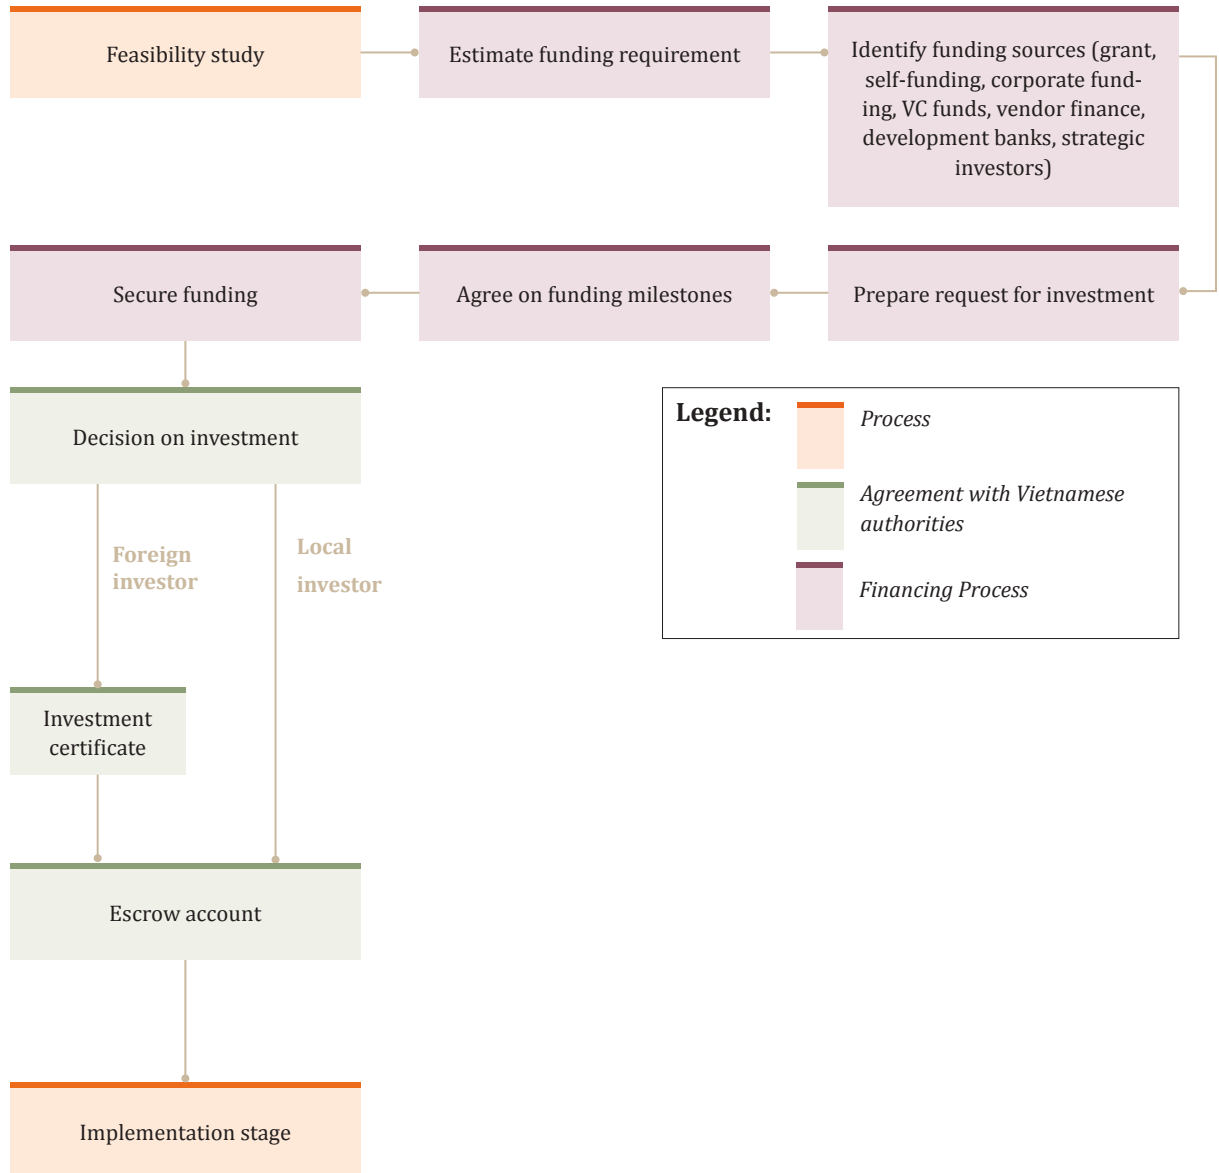 Feasibility study
Estimate funding requirement
Identify funding sources (grant,
self-funding, corporate fund-
ing, VC funds, vendor finance,
development banks, strategic
investors)
Secure funding
Agree on funding milestones
Prepare request for investment
Decision on investment
Legend:
Process
Agreement with Vietnamese
authorities
Financing Process
Foreign
investor
Local
investor
Investment
certificate
Escrow account
Implementation stage